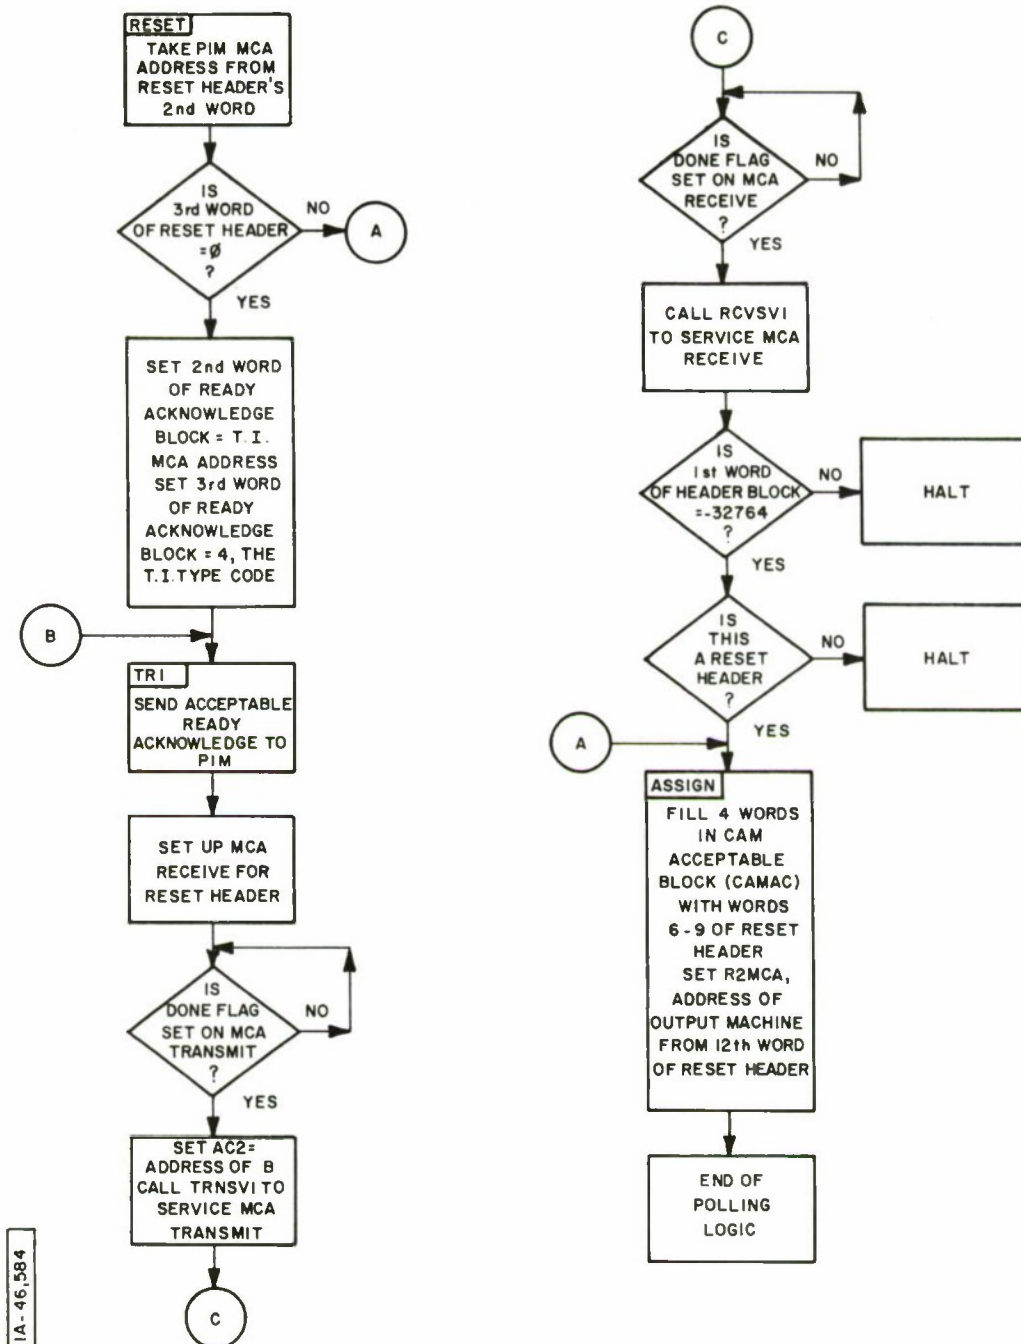 RESET
TAKE PIM MCA
ADDRESS FROM
RESET HEADER'S
2nd WORD
IS
3rd WORD
OF RESET HEADER
=Ø
?
NO
A
YES
SET 2nd WORD
OF READY
ACKNOWLEDGE
BLOCK = T.I.
MCA ADDRESS
SET 3rd WORD
OF READY
ACKNOWLEDGE
BLOCK = 4, THE
T.I. TYPE CODE
B
TR1
SEND ACCEPTABLE
READY
ACKNOWLEDGE TO
PIM
SET UP MCA
RECEIVE FOR
RESET HEADER
IS
DONE FLAG
SET ON MCA
TRANSMIT
?
NO
YES
SET AC2=
ADDRESS OF B
CALL TRNSV1 TO
SERVICE MCA
TRANSMIT
C
IA-46,584
C
IS
DONE FLAG
SET ON MCA
RECEIVE
?
NO
YES
CALL RCVSV1
TO SERVICE MCA
RECEIVE
IS
1st WORD
OF HEADER BLOCK
=-32764
?
NO
HALT
YES
IS
THIS
A RESET
HEADER
?
NO
HALT
YES
A
ASSIGN
FILL 4 WORDS
IN CAM
ACCEPTABLE
BLOCK (CAMAC)
WITH WORDS
6-9 OF RESET
HEADER
SET R2MCA,
ADDRESS OF
OUTPUT MACHINE
FROM 12th WORD
OF RESET HEADER
END OF
POLLING
LOGIC